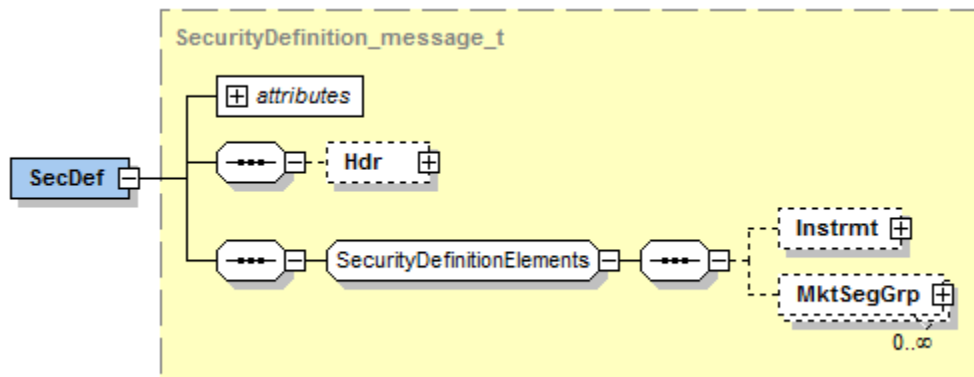 SecurityDefinition_message_t
attributes
Hdr
SecDef
Instrmt
SecurityDefinitionElements
MktSegGrp
0..∞